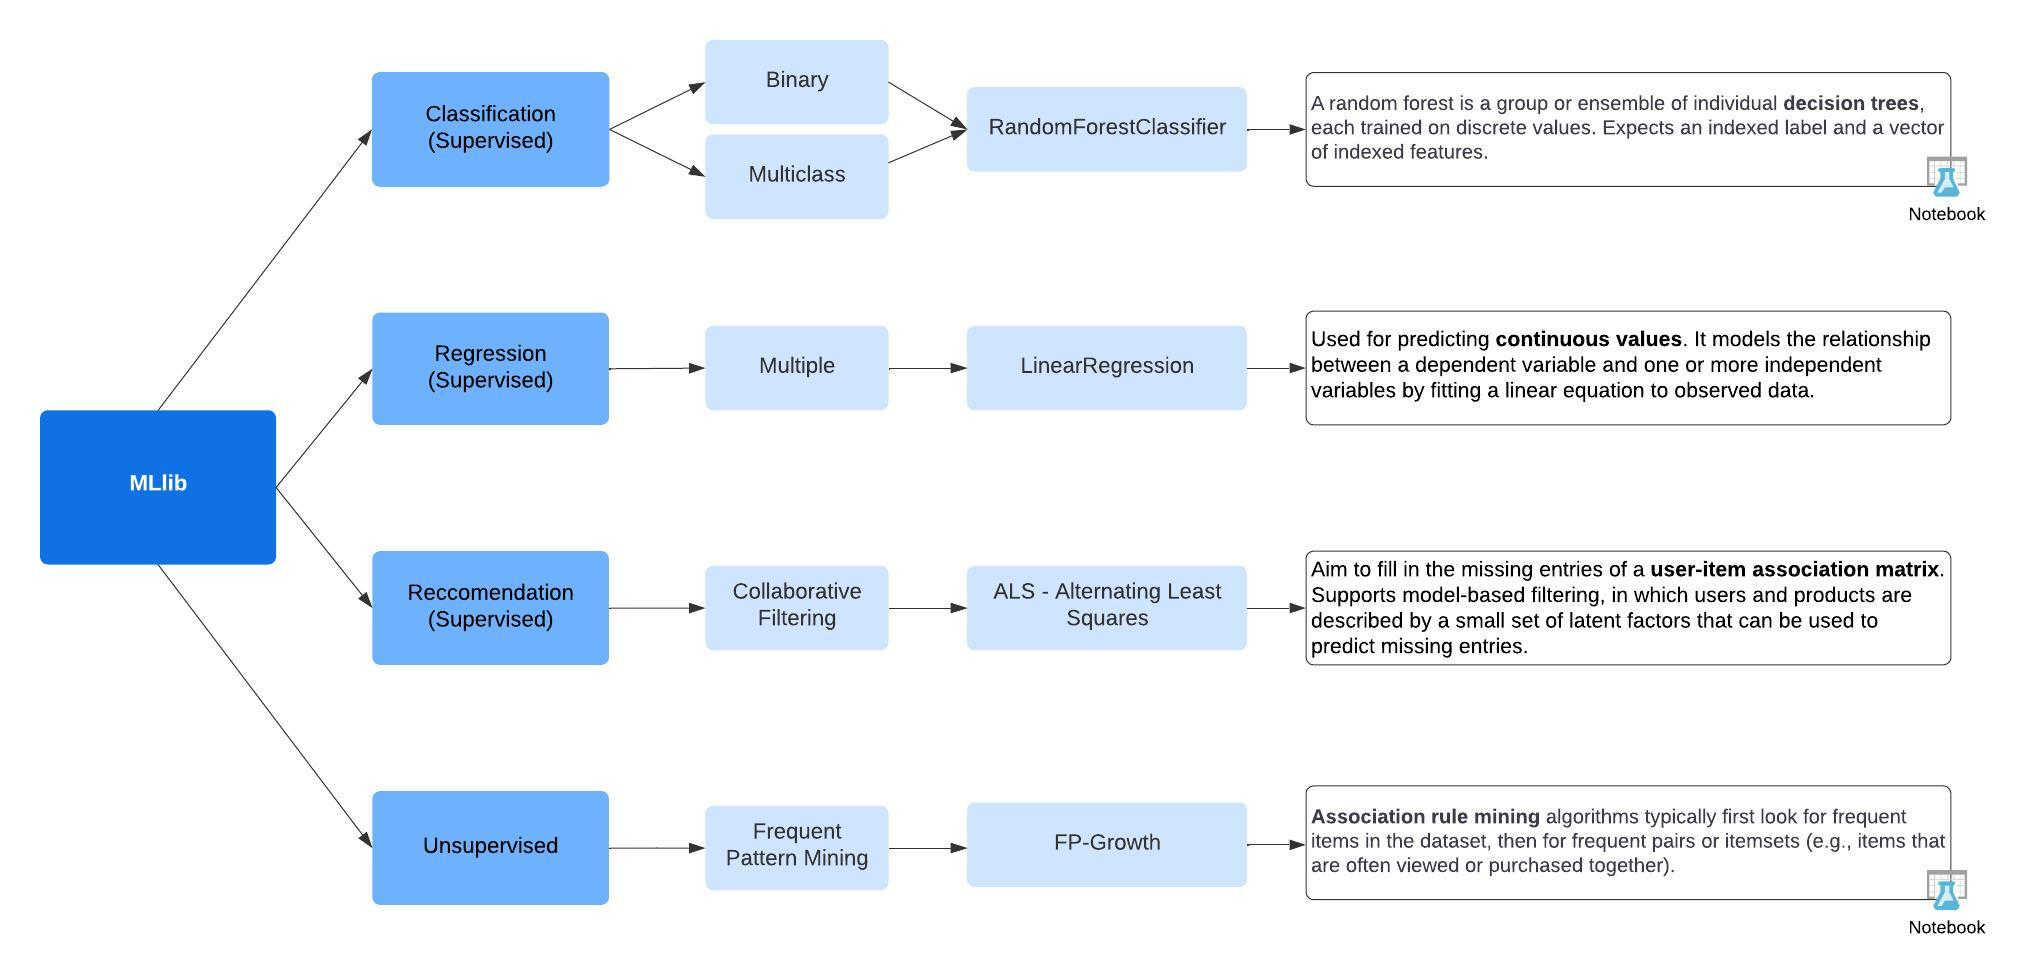 Binary
Classification
(Supervised)
Multiclass
RandomForestClassifier
A random forest is a group or ensemble of individual decision trees,
each trained on discrete values. Expects an indexed label and a vector
of indexed features.
Notebook
Regression
(Supervised)
Multiple
LinearRegression
Used for predicting continuous values. It models the relationship
between a dependent variable and one or more independent
variables by fitting a linear equation to observed data.
MLlib
Reccomendation
(Supervised)
Collaborative
Filtering
ALS - Alternating Least
Squares
Aim to fill in the missing entries of a user-item association matrix.
Supports model-based filtering, in which users and products are
described by a small set of latent factors that can be used to
predict missing entries.
Unsupervised
Frequent
Pattern Mining
FP-Growth
Association rule mining algorithms typically first look for frequent
items in the dataset, then for frequent pairs or itemsets (e.g., items that
are often viewed or purchased together).
Notebook